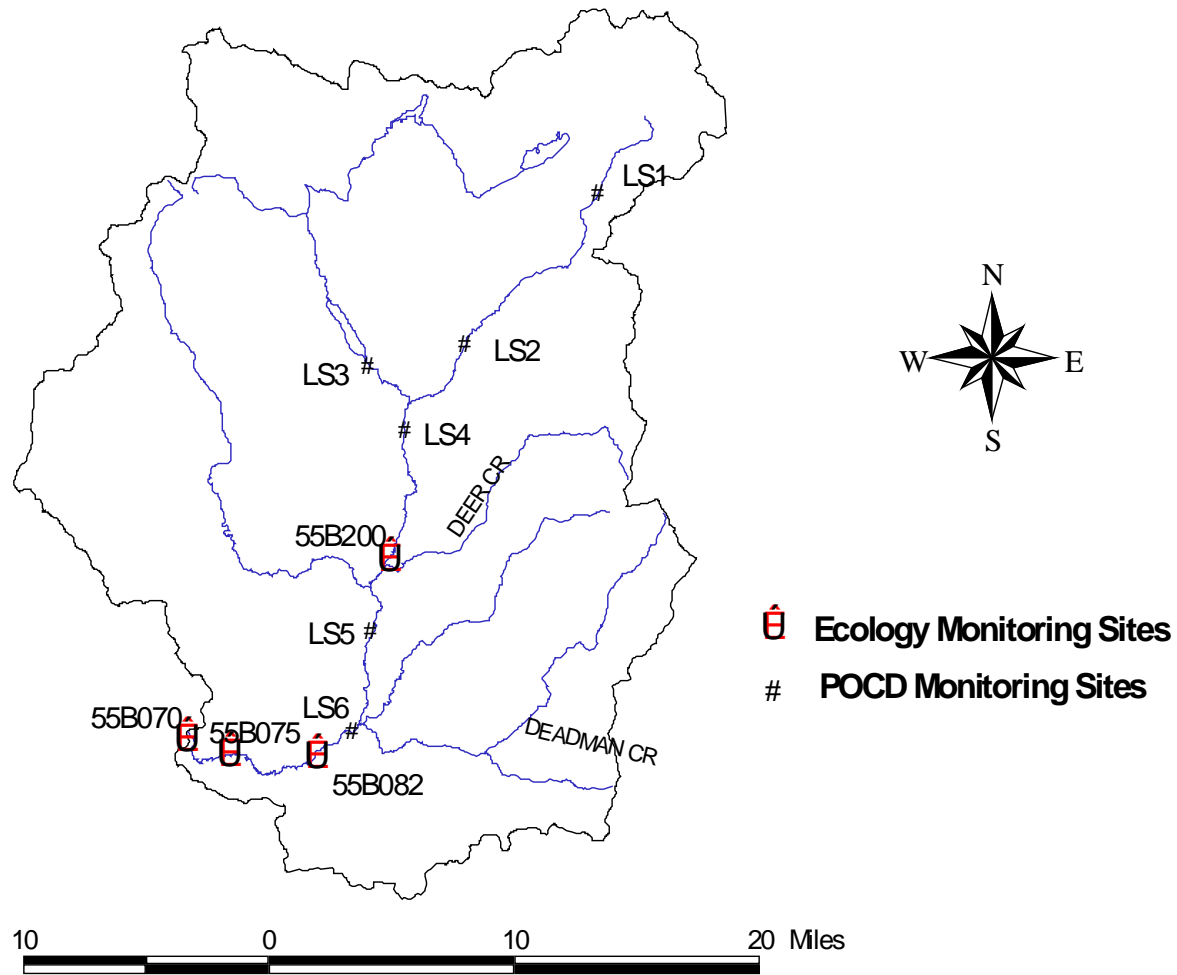 LS1
N
LS2
W
E
LS3
LS4
S
DEER CR
55B200
Ecology Monitoring Sites
LS5
# POCD Monitoring Sites
LS6
55B070
55B075
DEADMAN CR
55B082
10 0 10 20 Miles